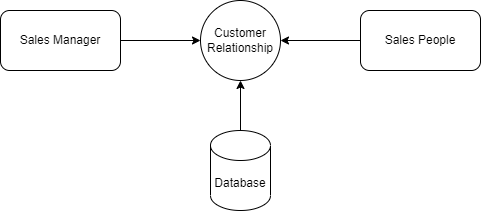 Sales Manager
Customer
Relationship
Sales People
Database